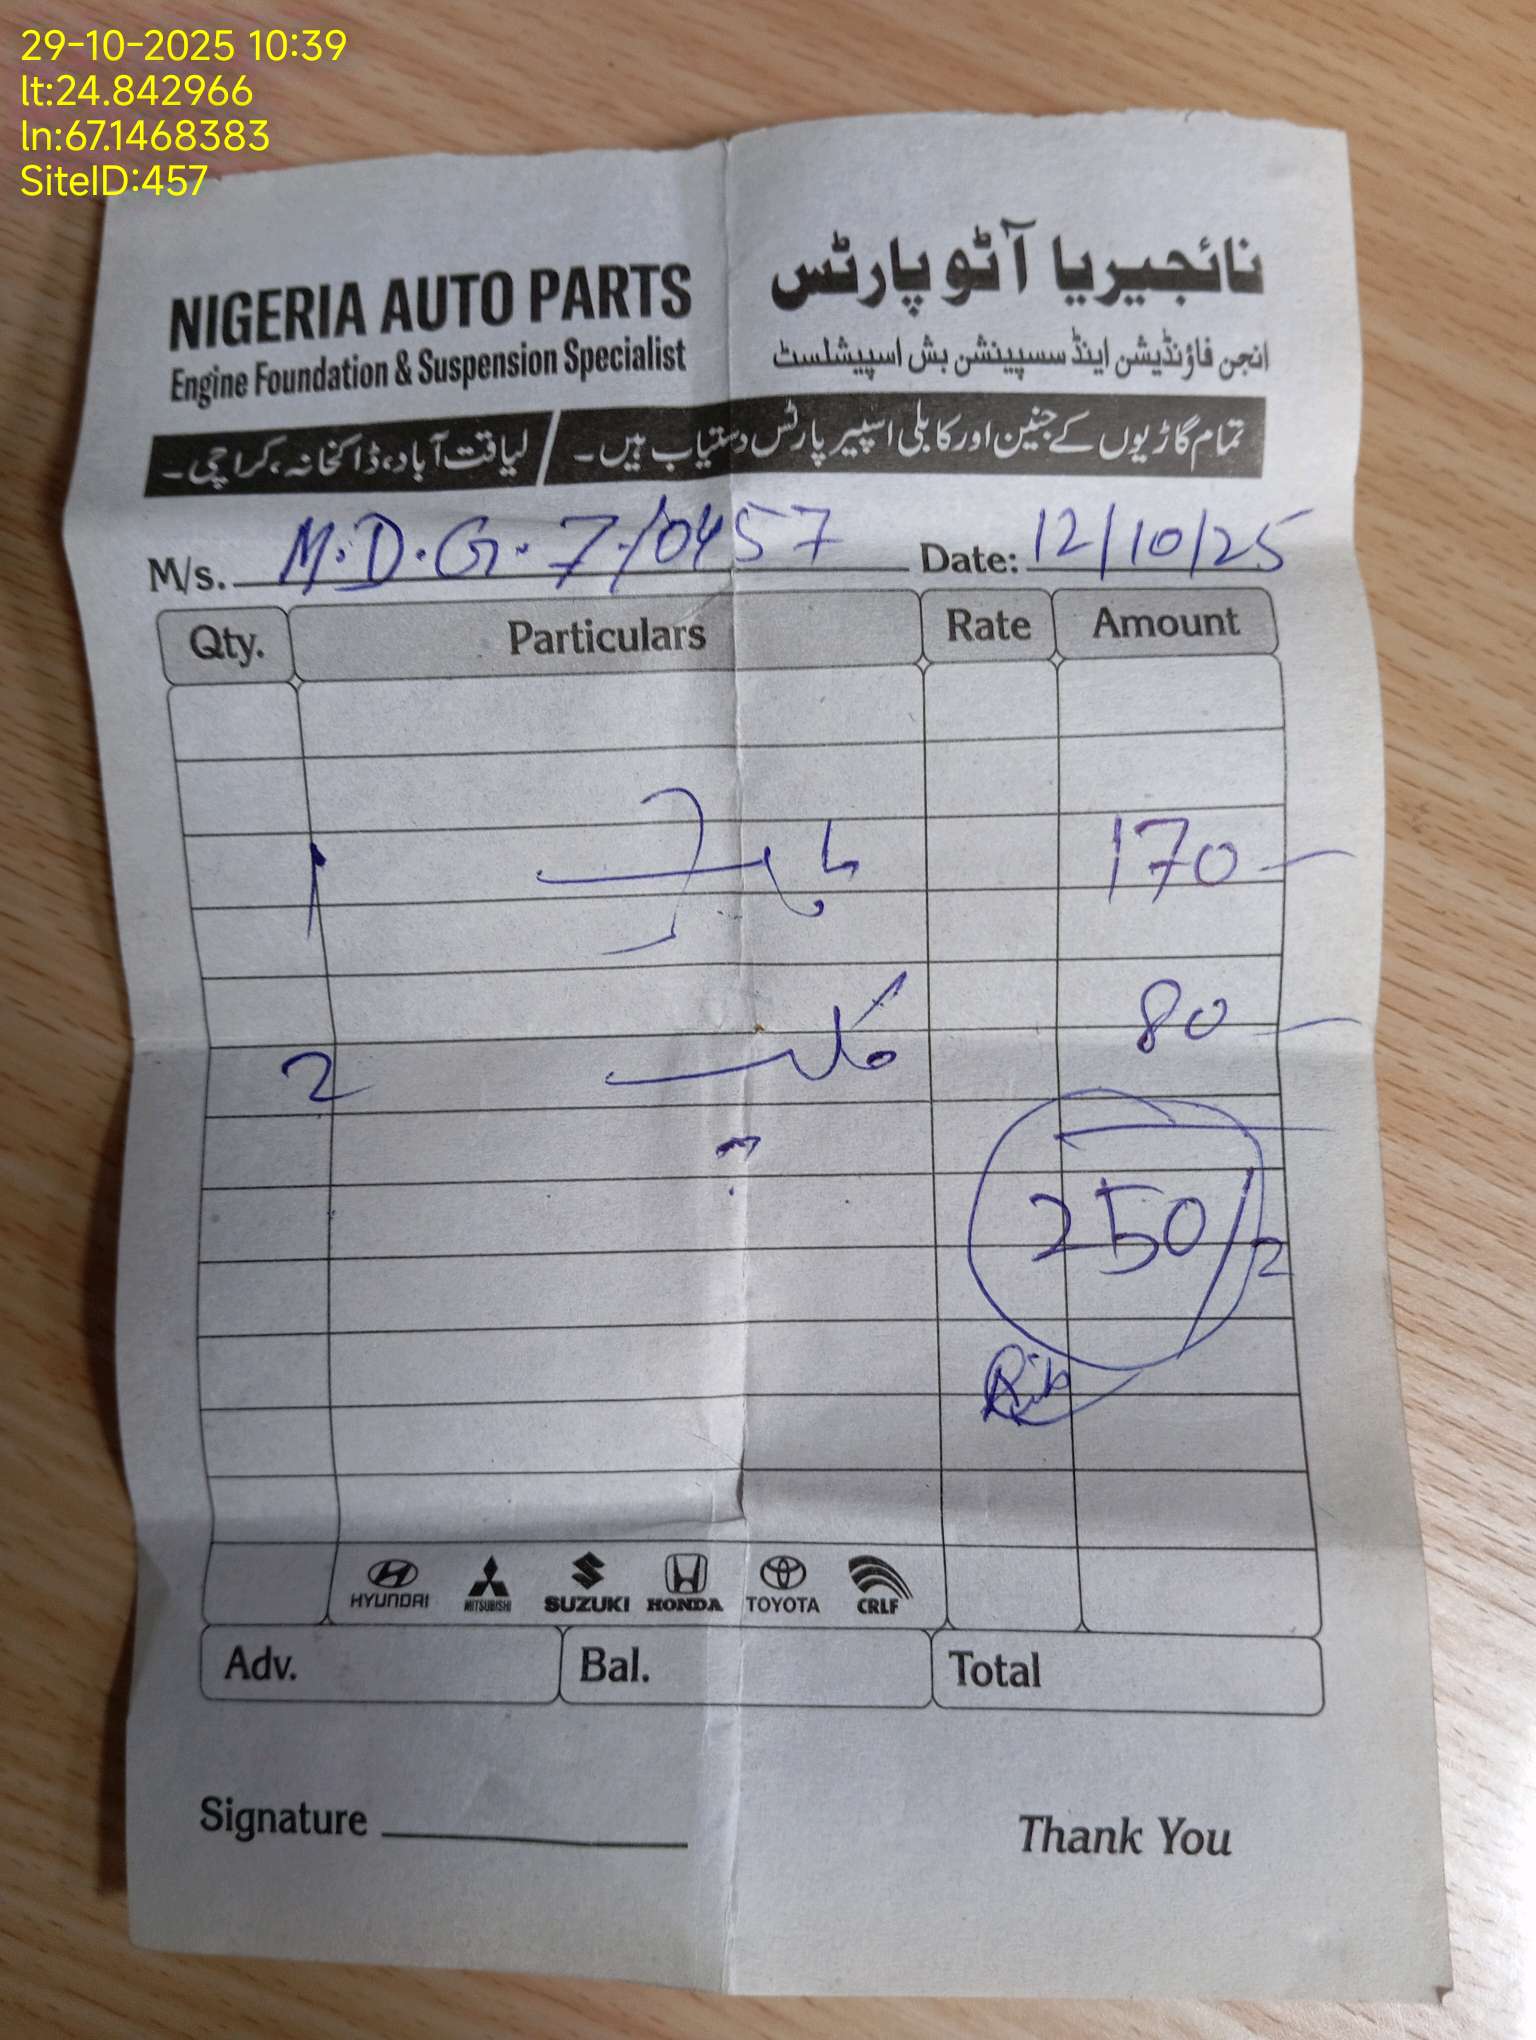 29-10-2025 10:39
lt:24.842966
ln:67.1468383
SiteID:457
NIGERIA AUTO PARTS
Engine Foundation & Suspension Specialist
نائجیریا آٹو پارٹس
انجن فاؤنڈیشن اینڈ سسپینشن بش اسپیشلسٹ
تمام گاڑیوں کے جنین اور کابلی اسپیر پارٹس دستیاب ہیں۔ / لیاقت آباد، ڈاکخانہ، کراچی۔
M/s. M.D.G.7/0457 Date: 12/10/25
Qty. Particulars Rate Amount
1 170
2 80
250/2
HYUNDAI MITSUBISHI SUZUKI HONDA TOYOTA CRLF
Adv. Bal. Total
Signature Thank You